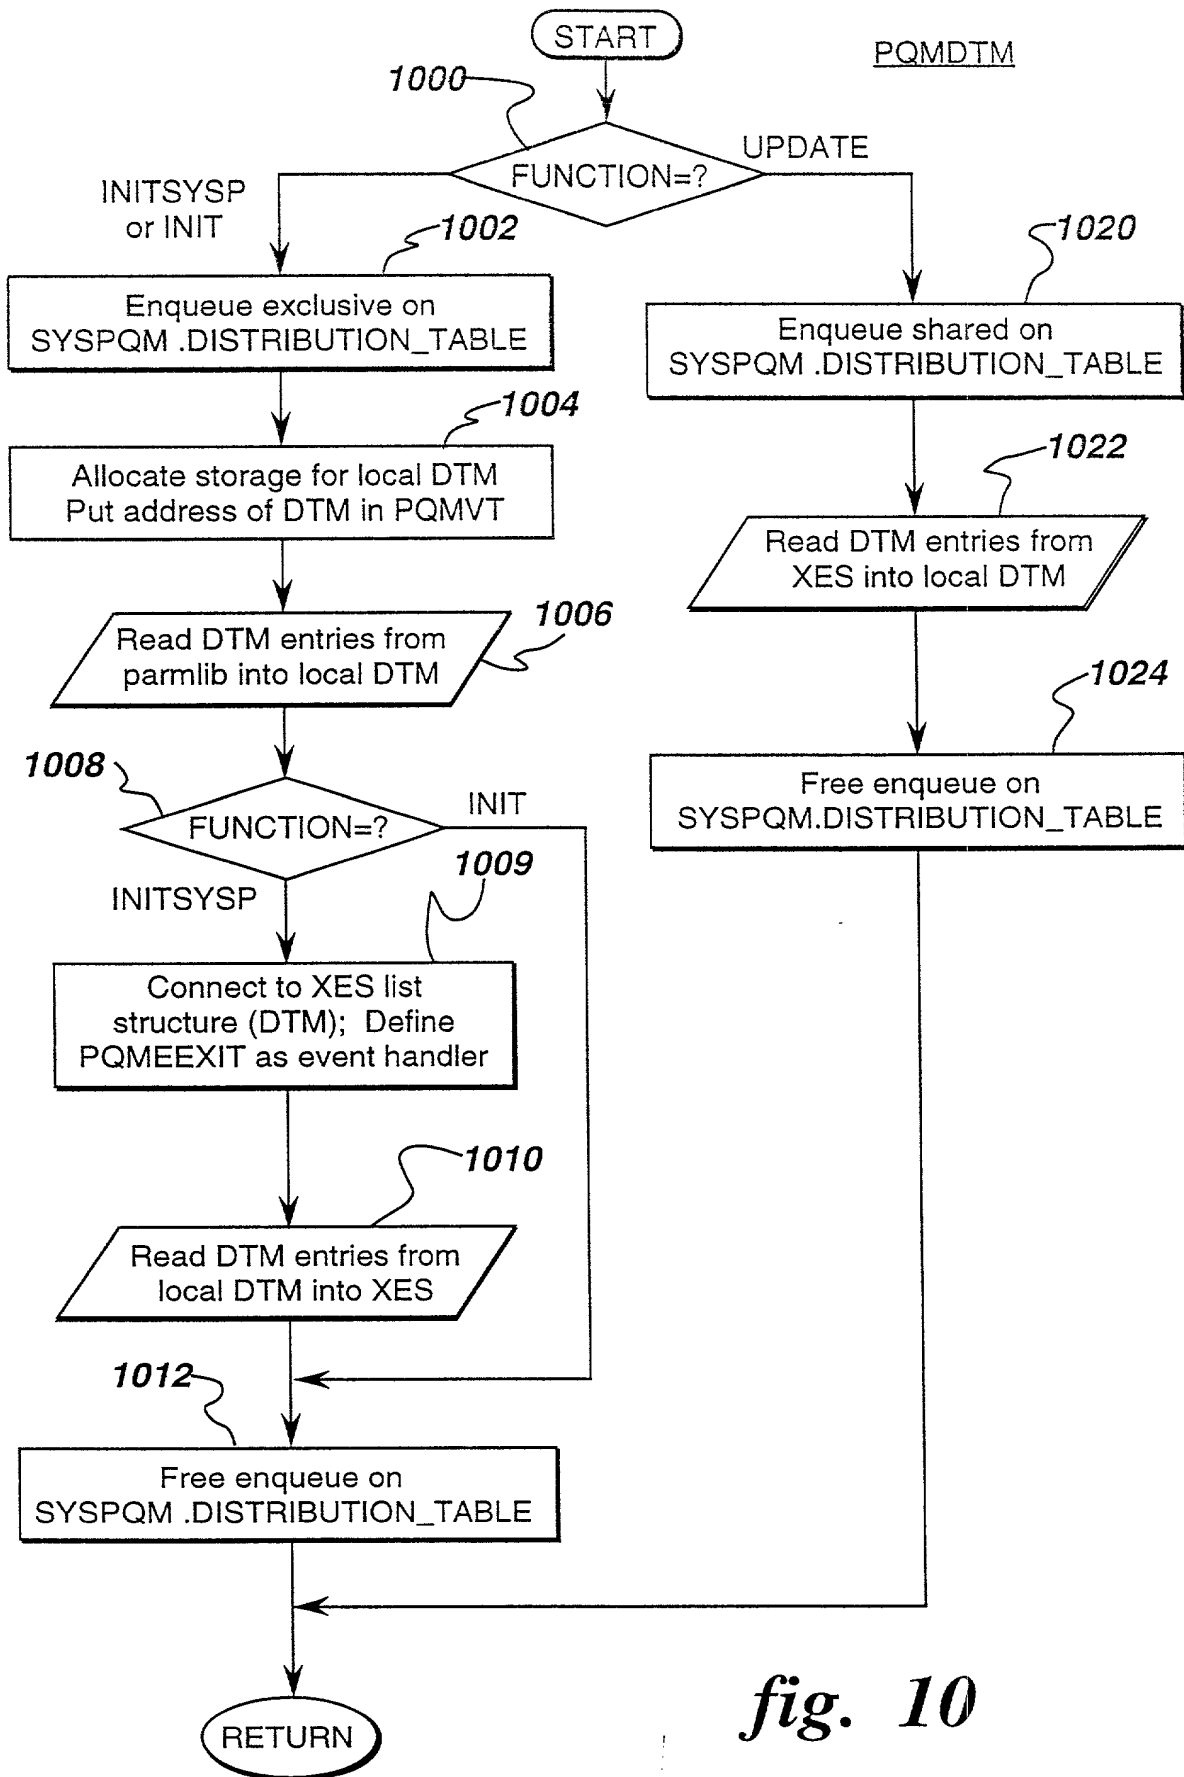 START
PQMDTM
1000
FUNCTION=?
UPDATE
INITSYSP
or INIT
1002
Enqueue exclusive on
SYSPQM .DISTRIBUTION_TABLE
1004
Allocate storage for local DTM
Put address of DTM in PQMVT
1006
Read DTM entries from
parmlib into local DTM
1008
FUNCTION=?
INIT
INITSYSP
1009
Connect to XES list
structure (DTM); Define
PQMEEXIT as event handler
1010
Read DTM entries from
local DTM into XES
1012
Free enqueue on
SYSPQM .DISTRIBUTION_TABLE
1020
Enqueue shared on
SYSPQM .DISTRIBUTION_TABLE
1022
Read DTM entries from
XES into local DTM
1024
Free enqueue on
SYSPQM.DISTRIBUTION_TABLE
RETURN
fig. 10